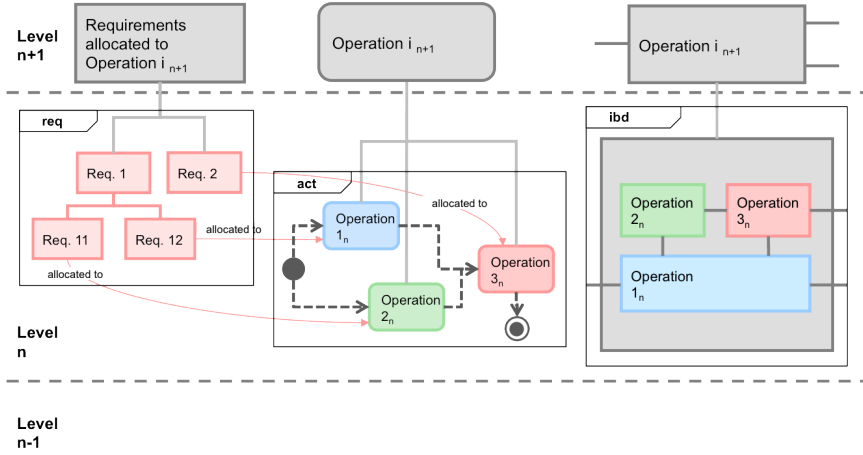 Level
n+1
Requirements
allocated to
Operation i n+1
Operation i n+1
Operation i n+1
req
Req. 1
Req. 2
Req. 11
Req. 12
allocated to
allocated to
allocated to
act
Operation
1n
Operation
2n
Operation
3n
ibd
Operation
2n
Operation
3n
Operation
1n
Level
n
Level
n-1